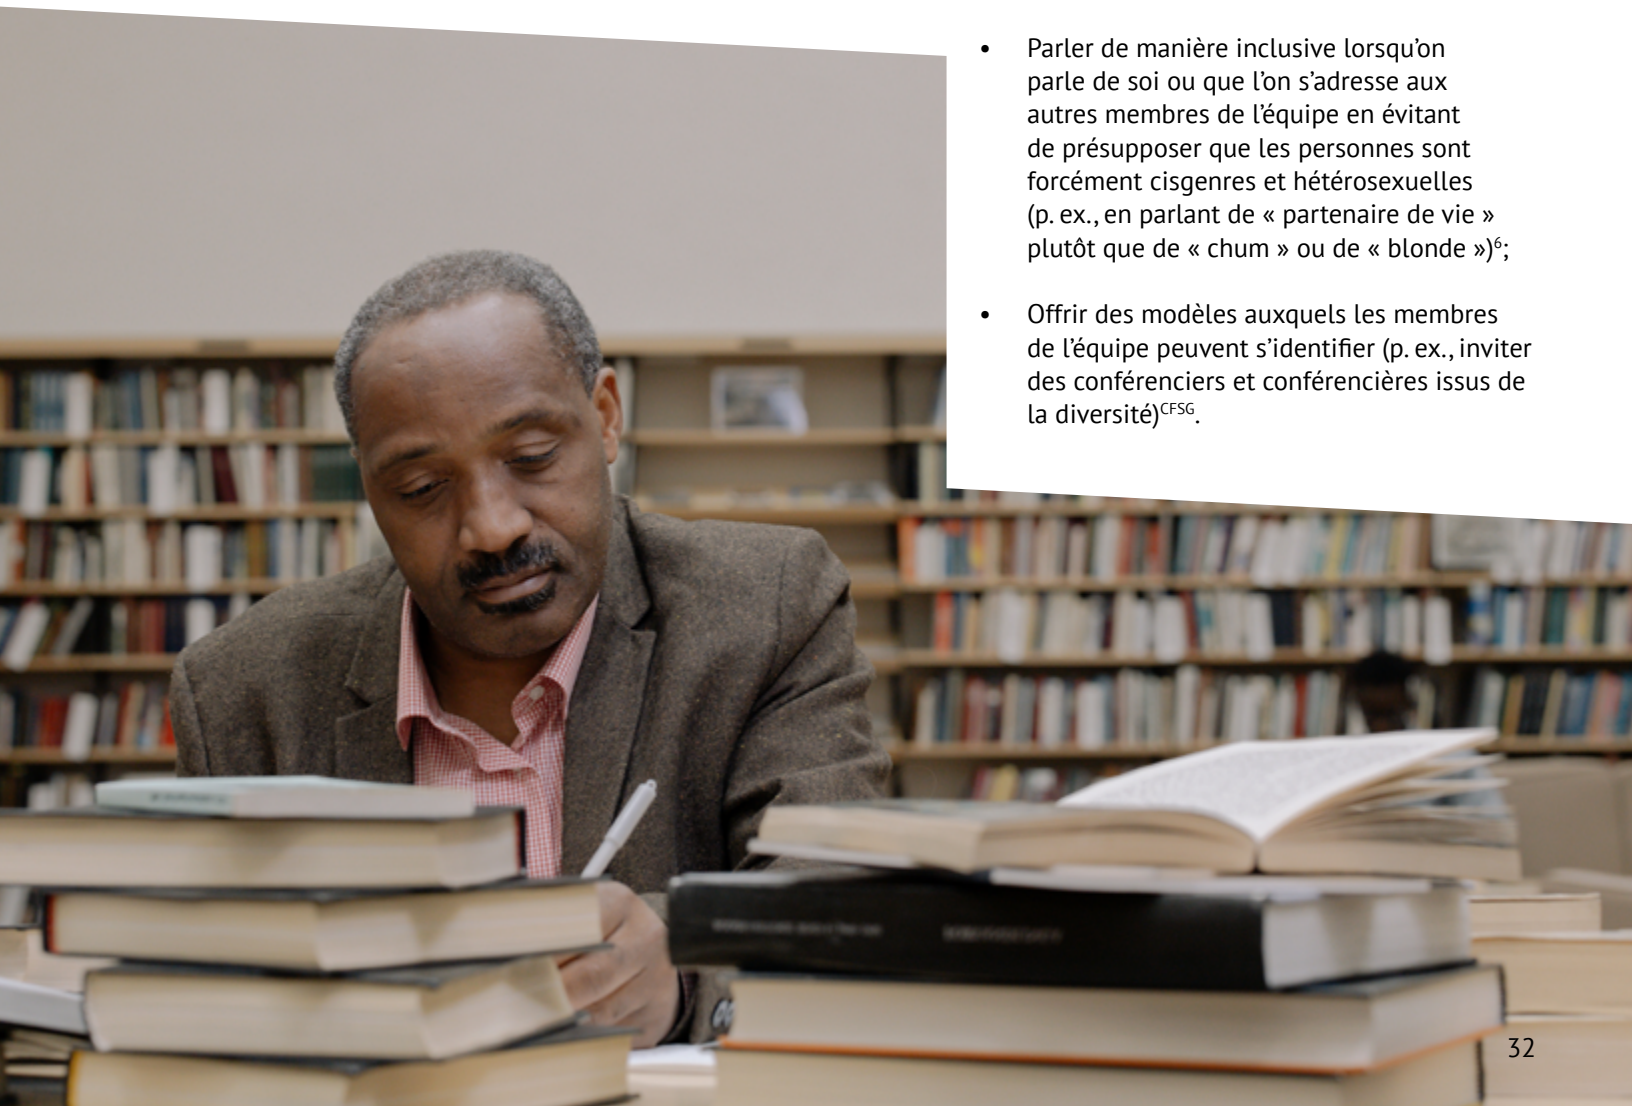 • Parler de manière inclusive lorsqu’on
parle de soi ou que l’on s’adresse aux
autres membres de l’équipe en évitant
de présupposer que les personnes sont
forcément cisgenres et hétérosexuelles
(p. ex., en parlant de « partenaire de vie »
plutôt que de « chum » ou de « blonde »)⁶;
• Offrir des modèles auxquels les membres
de l’équipe peuvent s’identifier (p. ex., inviter
des conférenciers et conférencières issus de
la diversité)CFSG.
32